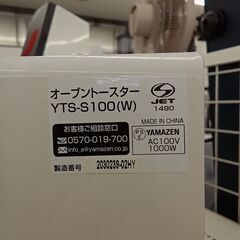 オーブントースター
YTS-S100(W)
JET
1490
お客様ご相談窓口
0570-019-700
info.a@yamazen.co.jp
MADE IN CHINA
PSE YAMAZEN
AC100V
1000W
製造番号 2030239-02HY